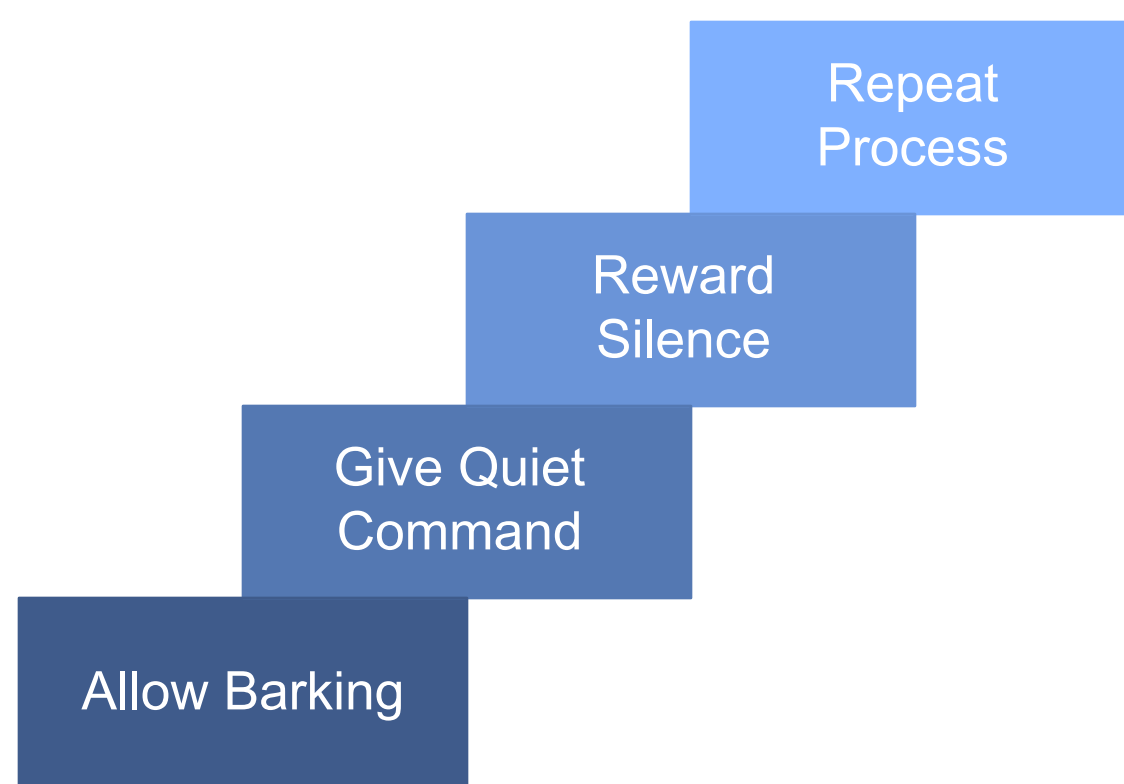 Repeat
Process
Reward
Silence
Give Quiet
Command
Allow Barking